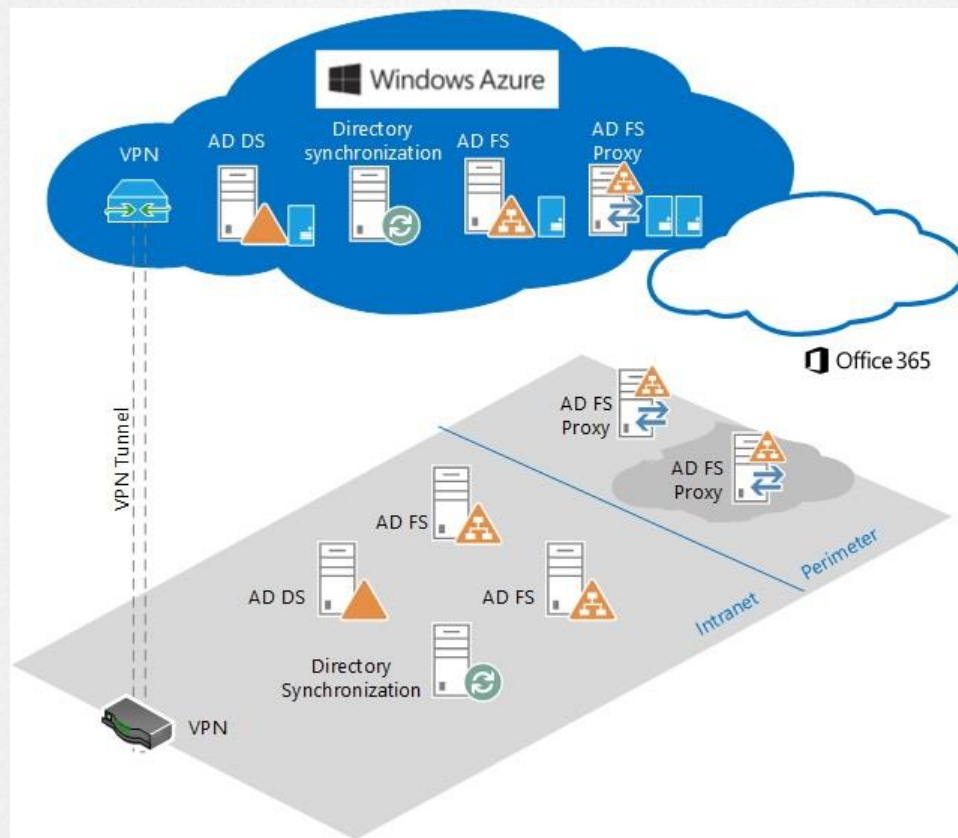 Windows Azure
VPN
AD DS
Directory
synchronization
AD FS
AD FS
Proxy
Office 365
VPN Tunnel
AD FS
Proxy
AD FS
Proxy
AD FS
AD DS
AD FS
Directory
Synchronization
Intranet
Perimeter
VPN